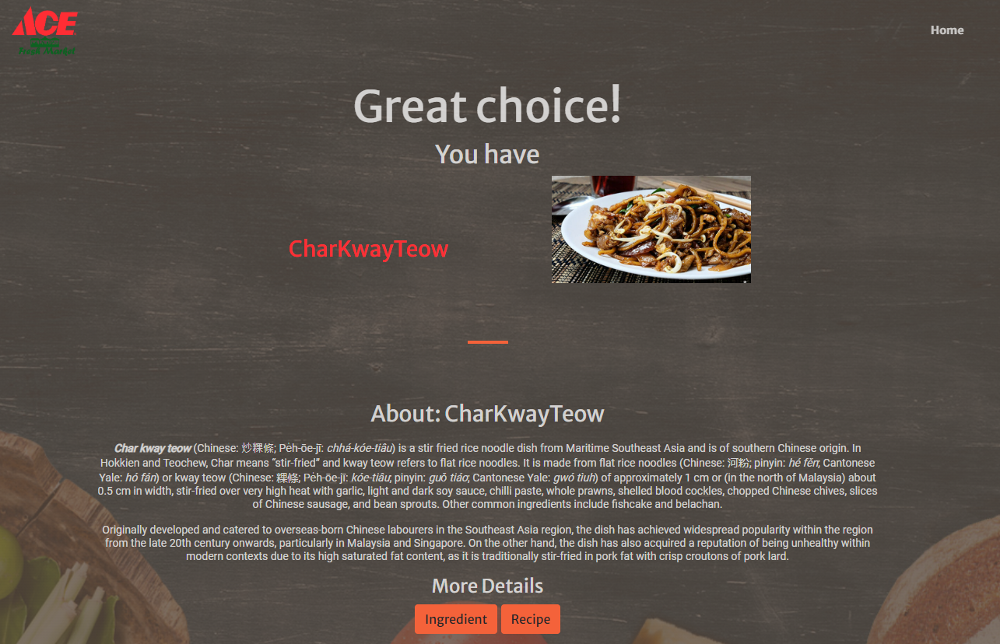 ACE
Home
Great choice!
You have
CharKwayTeow
About: CharKwayTeow
Char kway teow (Chinese: 炒粿條; Pe̍h-ōe-jī: chhá-kóe-tiâu) is a stir fried rice noodle dish from Maritime Southeast Asia and is of southern Chinese origin. In
Hokkien and Teochew, Char means “stir-fried” and kway teow refers to flat rice noodles. It is made from flat rice noodles (Chinese: 河粉; pinyin: hé fěn; Cantonese
Yale: hó fán) or kway teow (Chinese: 粿條; Pe̍h-ōe-jī: kóe-tiâu; pinyin: guǒ tiáo; Cantonese Yale: gwó tìuh) of approximately 1 cm or (in the north of Malaysia) about
0.5 cm in width, stir-fried over very high heat with garlic, light and dark soy sauce, chilli paste, whole prawns, shelled blood cockles, chopped Chinese chives, slices
of Chinese sausage, and bean sprouts. Other common ingredients include fishcake and belachan.
Originally developed and catered to overseas-born Chinese labourers in the Southeast Asia region, the dish has achieved widespread popularity within the region
from the late 20th century onwards, particularly in Malaysia and Singapore. On the other hand, the dish has also acquired a reputation of being unhealthy within
modern contexts due to its high saturated fat content, as it is traditionally stir-fried in pork fat with crisp croutons of pork lard.
More Details
Ingredient
Recipe